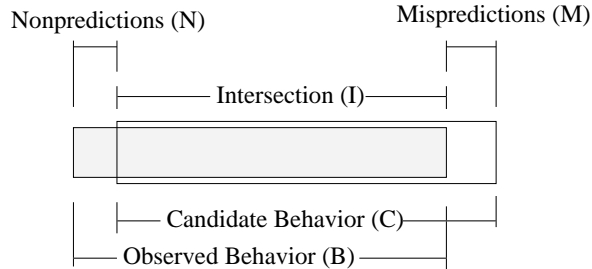 Nonpredictions (N)
Mispredictions (M)
Intersection (I)
Candidate Behavior (C)
Observed Behavior (B)